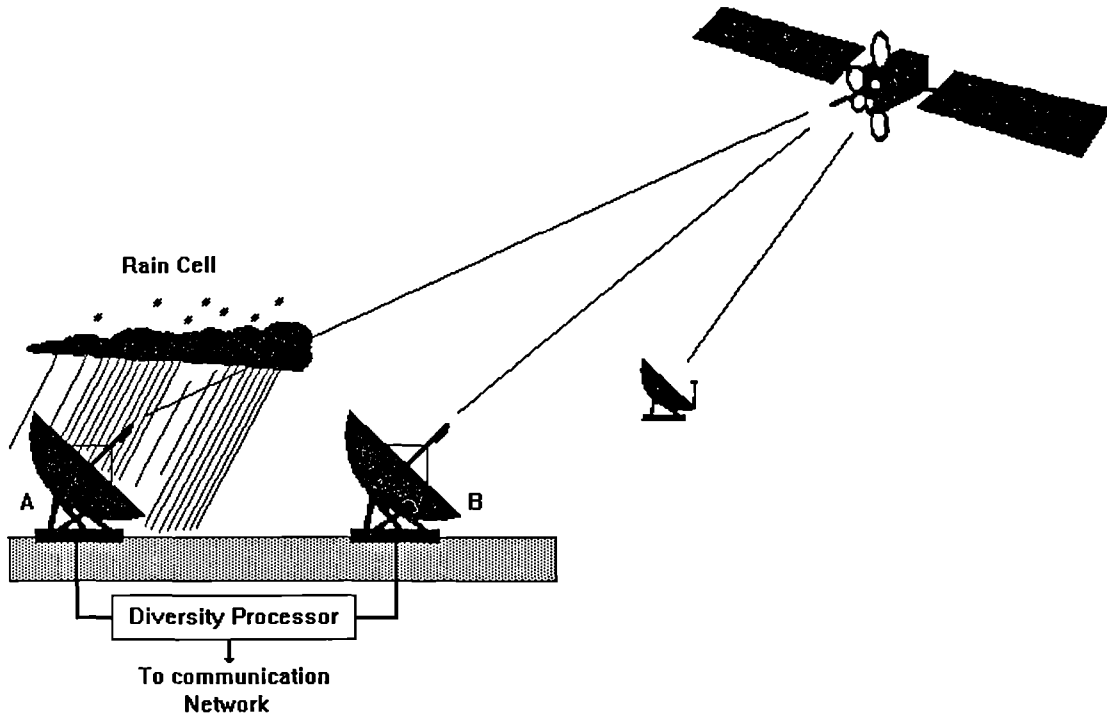 Rain Cell
A
B
Diversity Processor
To communication
Network